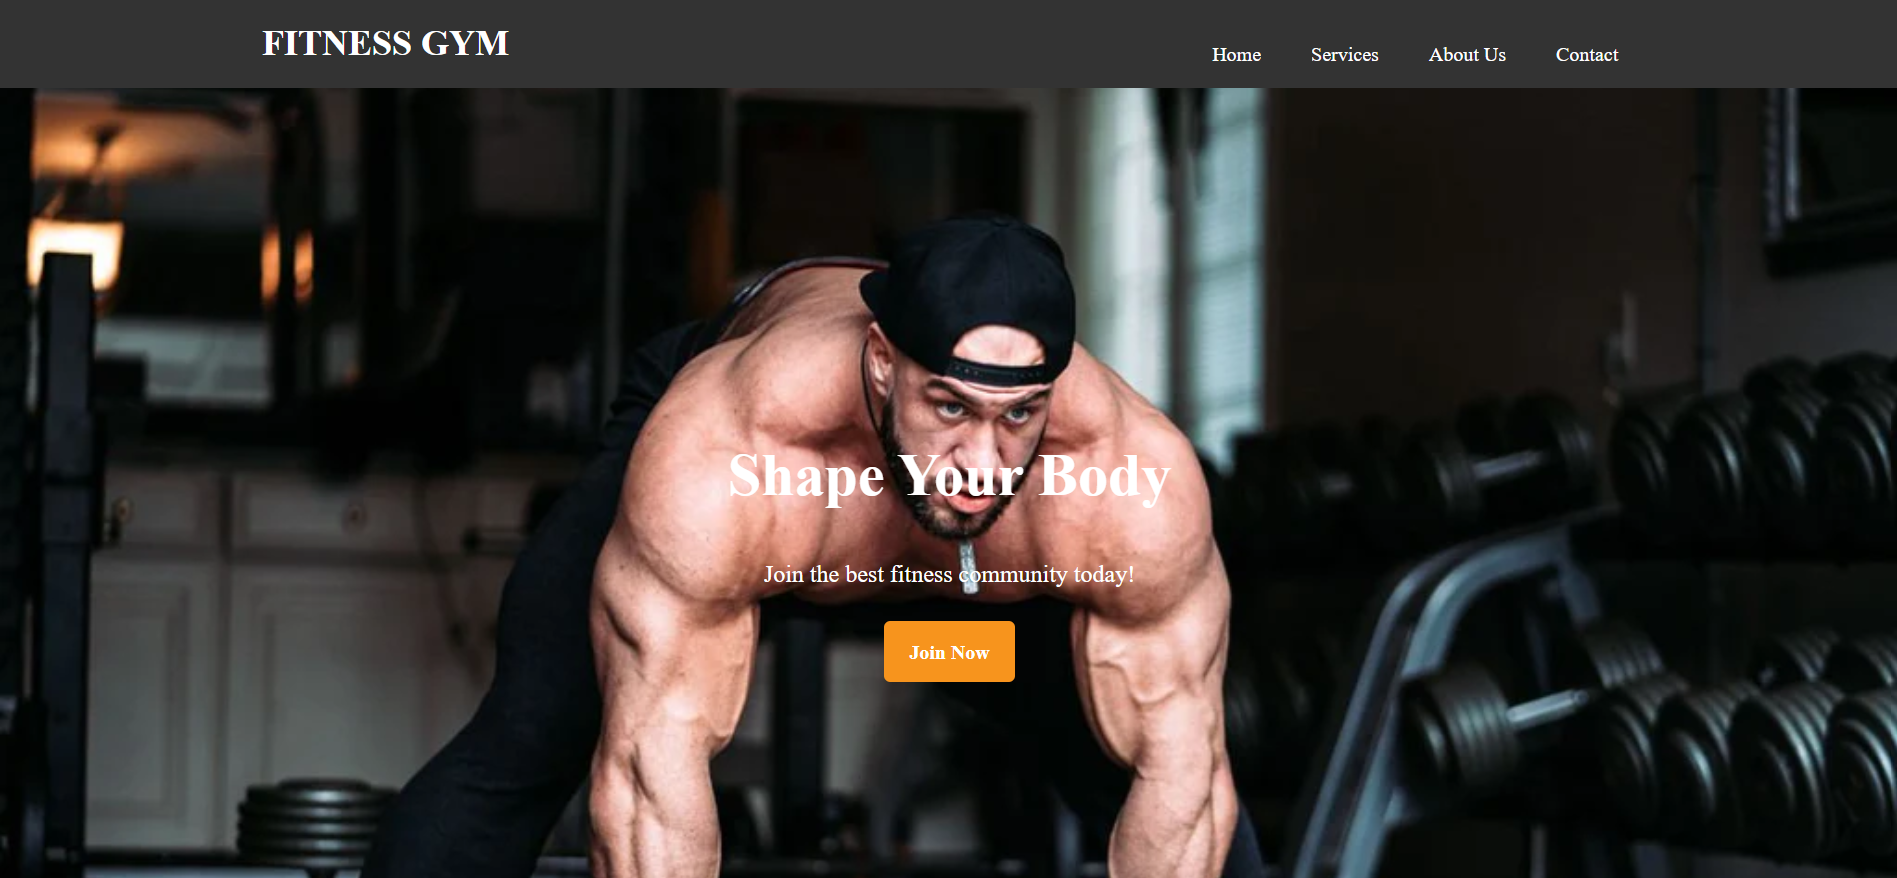 FITNESS GYM
Home Services About Us Contact
Shape Your Body
Join the best fitness community today!
Join Now